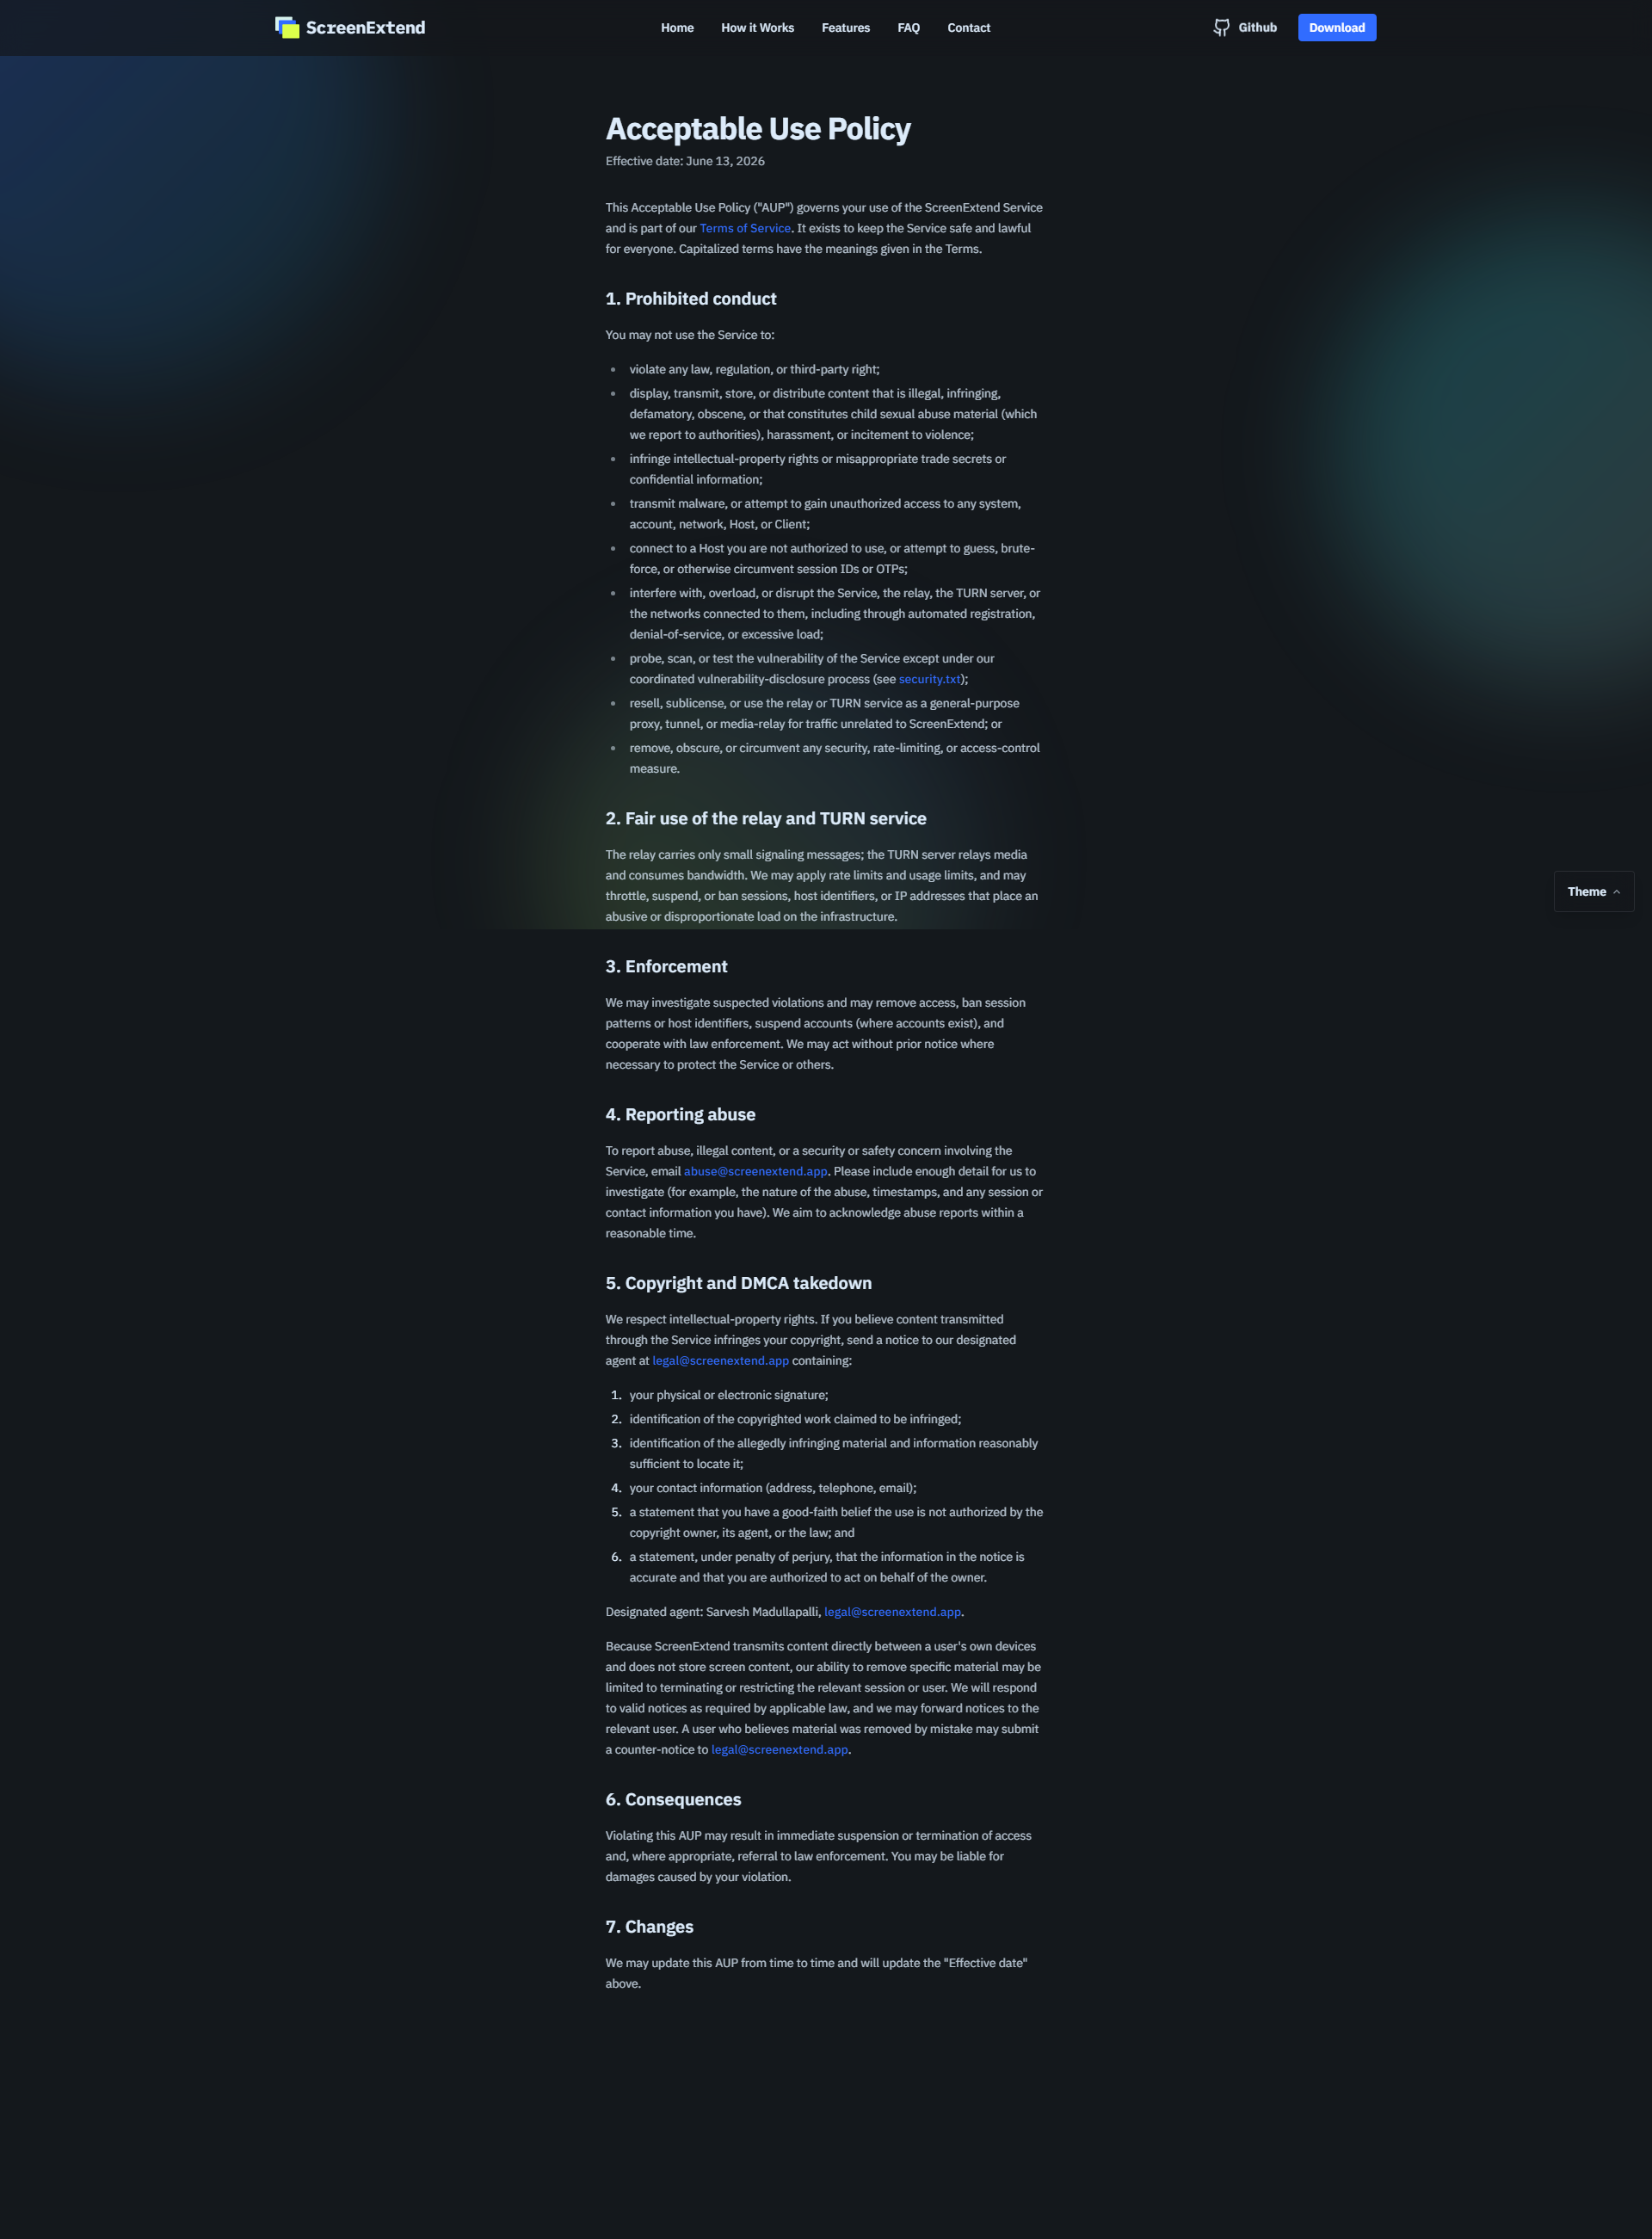 ScreenExtend
Home
How it Works
Features
FAQ
Contact
Github
Download
Acceptable Use Policy
Effective date: June 13, 2026
This Acceptable Use Policy ("AUP") governs your use of the ScreenExtend Service
and is part of our Terms of Service. It exists to keep the Service safe and lawful
for everyone. Capitalized terms have the meanings given in the Terms.
1. Prohibited conduct
You may not use the Service to:
• violate any law, regulation, or third-party right;
• display, transmit, store, or distribute content that is illegal, infringing,
defamatory, obscene, or that constitutes child sexual abuse material (which
we report to authorities), harassment, or incitement to violence;
• infringe intellectual-property rights or misappropriate trade secrets or
confidential information;
• transmit malware, or attempt to gain unauthorized access to any system,
account, network, Host, or Client;
• connect to a Host you are not authorized to use, or attempt to guess, brute-
force, or otherwise circumvent session IDs or OTPs;
• interfere with, overload, or disrupt the Service, the relay, the TURN server, or
the networks connected to them, including through automated registration,
denial-of-service, or excessive load;
• probe, scan, or test the vulnerability of the Service except under our
coordinated vulnerability-disclosure process (see security.txt);
• resell, sublicense, or use the relay or TURN service as a general-purpose
proxy, tunnel, or media-relay for traffic unrelated to ScreenExtend; or
• remove, obscure, or circumvent any security, rate-limiting, or access-control
measure.
2. Fair use of the relay and TURN service
The relay carries only small signaling messages; the TURN server relays media
and consumes bandwidth. We may apply rate limits and usage limits, and may
throttle, suspend, or ban sessions, host identifiers, or IP addresses that place an
abusive or disproportionate load on the infrastructure.
Theme
3. Enforcement
We may investigate suspected violations and may remove access, ban session
patterns or host identifiers, suspend accounts (where accounts exist), and
cooperate with law enforcement. We may act without prior notice where
necessary to protect the Service or others.
4. Reporting abuse
To report abuse, illegal content, or a security or safety concern involving the
Service, email abuse@screenextend.app. Please include enough detail for us to
investigate (for example, the nature of the abuse, timestamps, and any session or
contact information you have). We aim to acknowledge abuse reports within a
reasonable time.
5. Copyright and DMCA takedown
We respect intellectual-property rights. If you believe content transmitted
through the Service infringes your copyright, send a notice to our designated
agent at legal@screenextend.app containing:
1. your physical or electronic signature;
2. identification of the copyrighted work claimed to be infringed;
3. identification of the allegedly infringing material and information reasonably
sufficient to locate it;
4. your contact information (address, telephone, email);
5. a statement that you have a good-faith belief the use is not authorized by the
copyright owner, its agent, or the law; and
6. a statement, under penalty of perjury, that the information in the notice is
accurate and that you are authorized to act on behalf of the owner.
Designated agent: Sarvesh Madullapalli, legal@screenextend.app.
Because ScreenExtend transmits content directly between a user's own devices
and does not store screen content, our ability to remove specific material may be
limited to terminating or restricting the relevant session or user. We will respond
to valid notices as required by applicable law, and we may forward notices to the
relevant user. A user who believes material was removed by mistake may submit
a counter-notice to legal@screenextend.app.
6. Consequences
Violating this AUP may result in immediate suspension or termination of access
and, where appropriate, referral to law enforcement. You may be liable for
damages caused by your violation.
7. Changes
We may update this AUP from time to time and will update the "Effective date"
above.